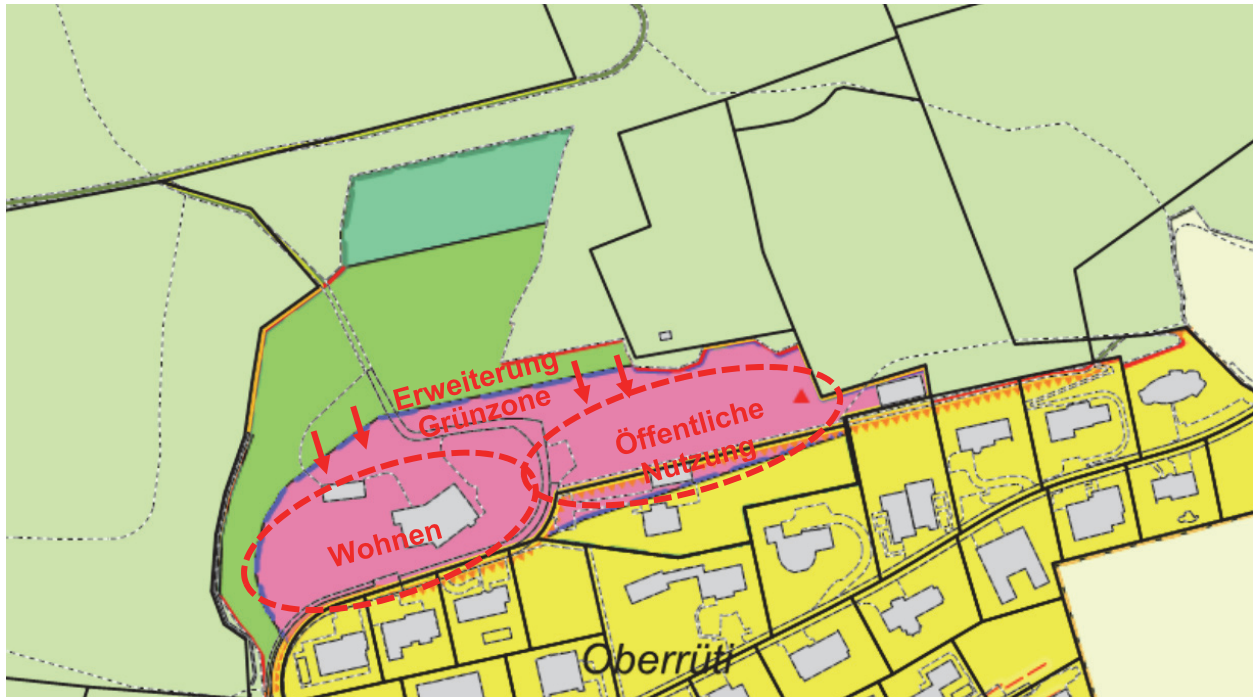 Erweiterung
Grünzone
Öffentliche
Nutzung
Wohnen
Oberrüti